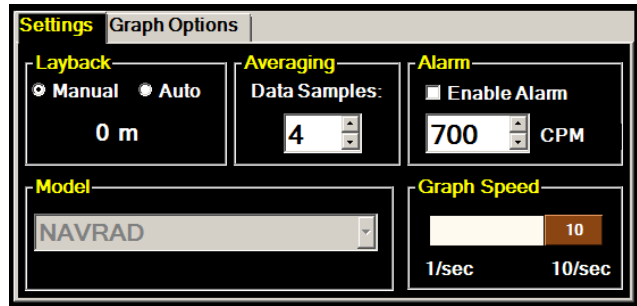 Settings Graph Options
Layback Averaging Alarm
Manual Auto Data Samples: Enable Alarm
0 m 4 700 CPM
Model Graph Speed
NAVRAD 10
1/sec 10/sec